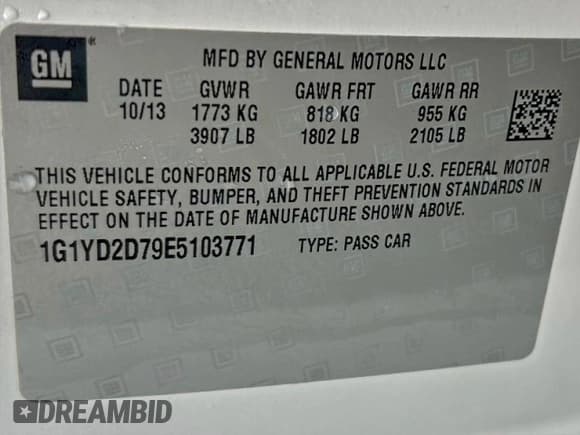 GM
MFD BY GENERAL MOTORS LLC
DATE GVWR GAWR FRT GAWR RR
10/13 1773 KG 818 KG 955 KG
3907 LB 1802 LB 2105 LB
THIS VEHICLE CONFORMS TO ALL APPLICABLE U.S. FEDERAL MOTOR
VEHICLE SAFETY, BUMPER, AND THEFT PREVENTION STANDARDS IN
EFFECT ON THE DATE OF MANUFACTURE SHOWN ABOVE.
1G1YD2D79E5103771 TYPE: PASS CAR
DREAMBID